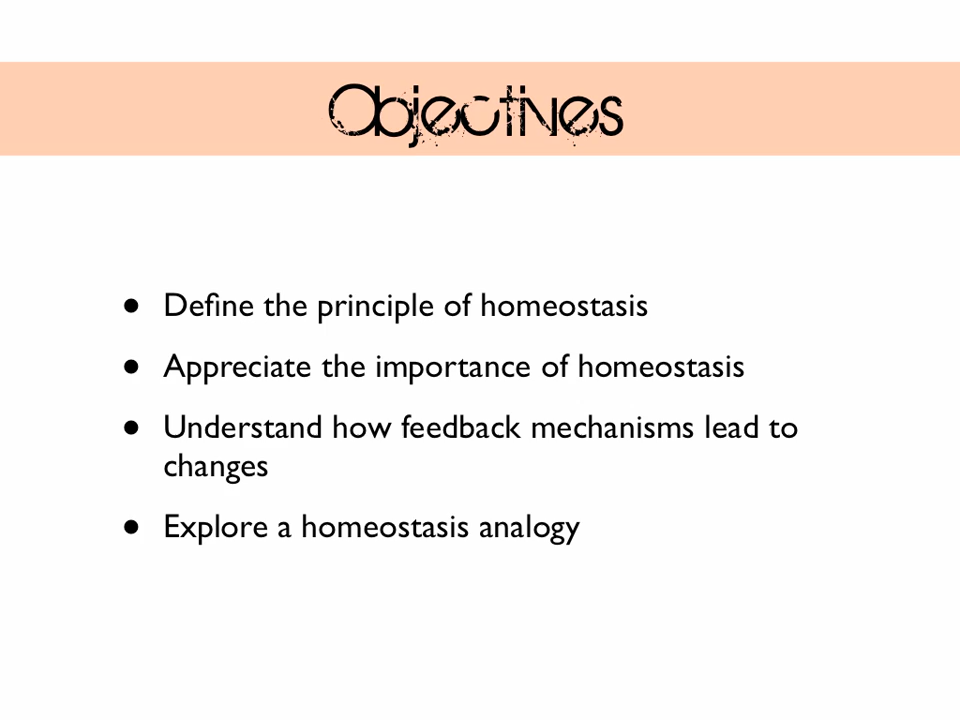 Objectives
• Define the principle of homeostasis
• Appreciate the importance of homeostasis
• Understand how feedback mechanisms lead to
changes
• Explore a homeostasis analogy